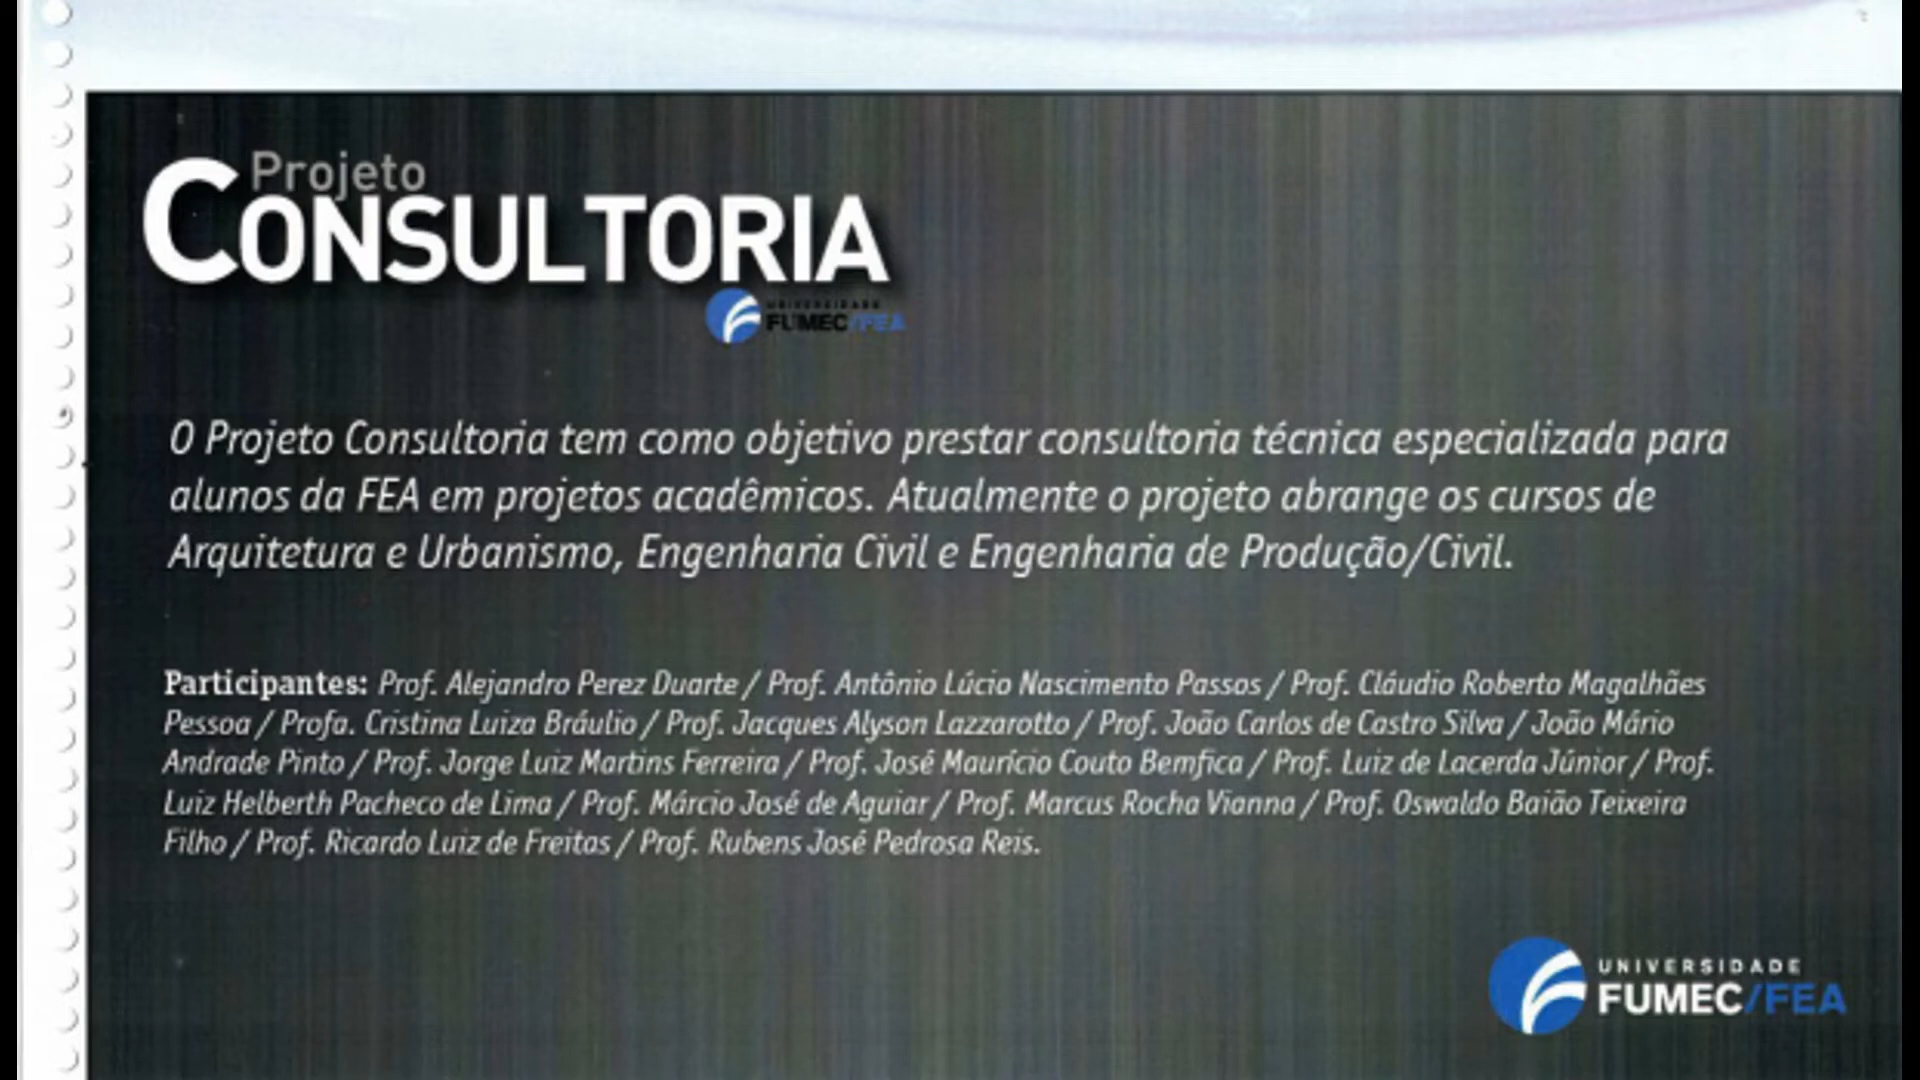 Projeto
CONSULTORIA
UNIVERSIDADE
FUMEC/FEA
O Projeto Consultoria tem como objetivo prestar consultoria técnica especializada para
alunos da FEA em projetos acadêmicos. Atualmente o projeto abrange os cursos de
Arquitetura e Urbanismo, Engenharia Civil e Engenharia de Produção/Civil.
Participantes: Prof. Alejandro Perez Duarte / Prof. Antônio Lúcio Nascimento Passos / Prof. Cláudio Roberto Magalhães
Pessoa / Profa. Cristina Luiza Bráulio / Prof. Jacques Alyson Lazzarotto / Prof. João Carlos de Castro Silva / João Mário
Andrade Pinto / Prof. Jorge Luiz Martins Ferreira / Prof. José Maurício Couto Bemfica / Prof. Luiz de Lacerda Júnior / Prof.
Luiz Helberth Pacheco de Lima / Prof. Márcio José de Aguiar / Prof. Marcus Rocha Vianna / Prof. Oswaldo Baião Teixeira
Filho / Prof. Ricardo Luiz de Freitas / Prof. Rubens José Pedrosa Reis.
UNIVERSIDADE
FUMEC/FEA